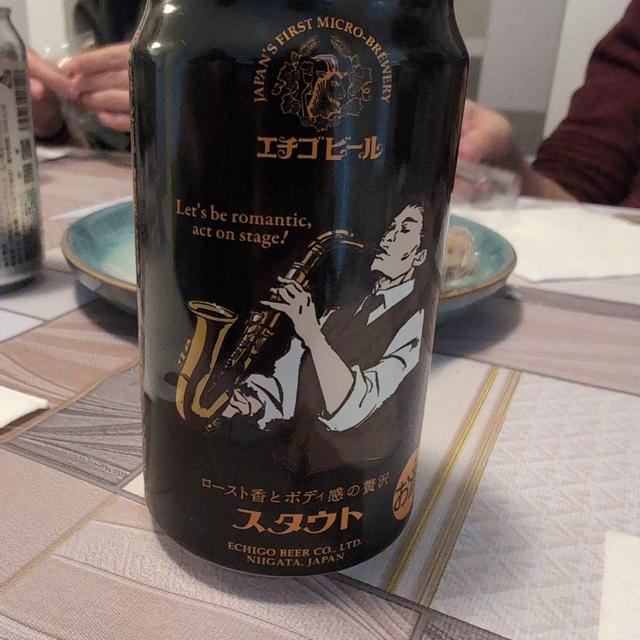 JAPAN'S FIRST MICRO-BREWERY
エチゴビール
Let's be romantic,
act on stage!
ロースト香とボディ感の贅沢
スタウト
ECHIGO BEER CO., LTD.
NIIGATA, JAPAN